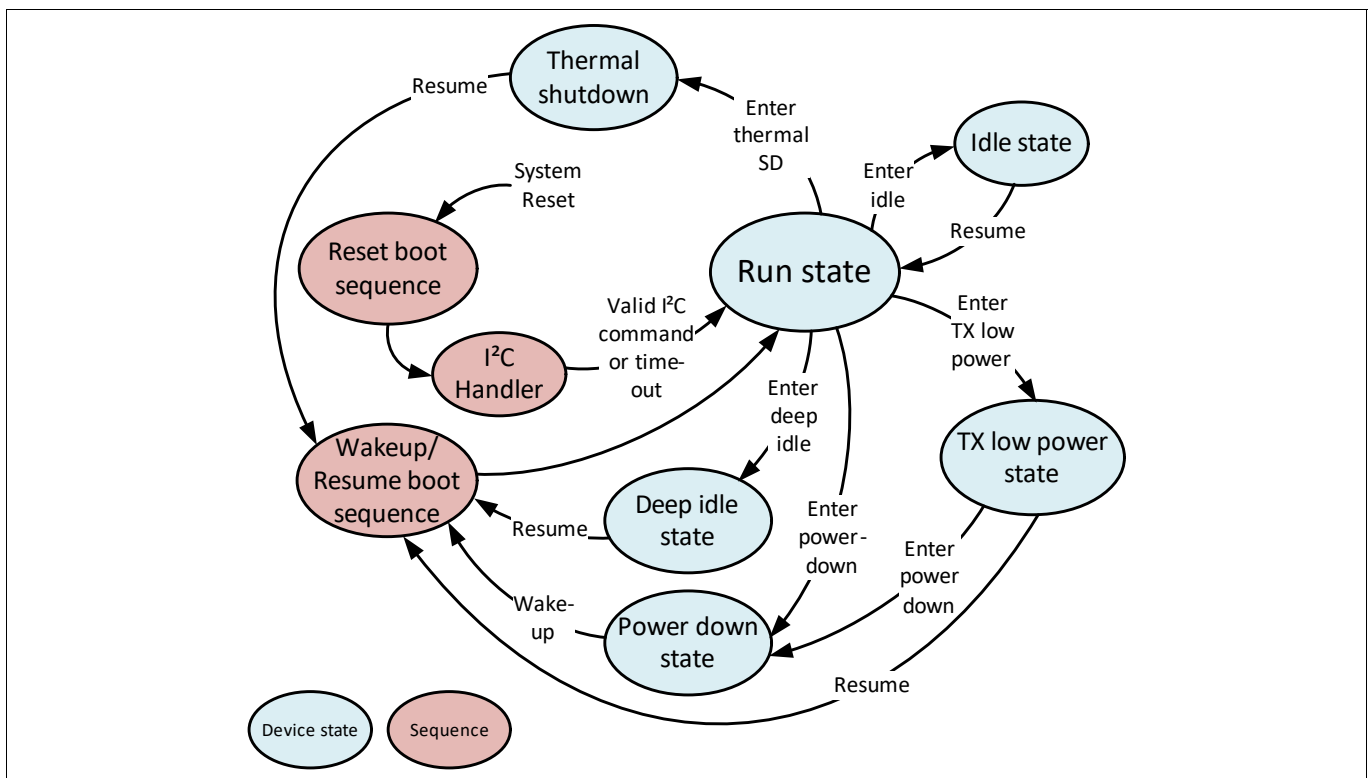 Thermal
shutdown
Resume
Enter
thermal
SD
Idle state
Enter
idle
System
Reset
Resume
Reset boot
sequence
Run state
Valid I²C
command
or time-
out
Enter
TX low
power
I²C
Handler
Enter
deep
idle
TX low power
state
Wakeup/
Resume boot
sequence
Deep idle
state
Resume
Enter
power-
down
Enter
power
down
Wake-
up
Power down
state
Resume
Device state
Sequence